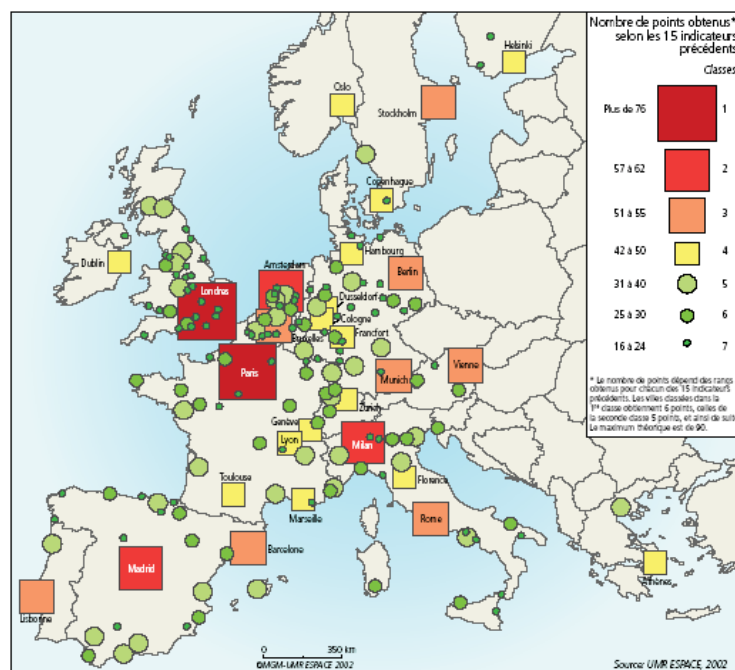 Nombre de points obtenus*
selon les 15 indicateurs
précédents
Classes
Plus de 76
1
57 à 62
2
51 à 55
3
42 à 50
4
31 à 40
5
25 à 30
6
16 à 24
7
* Le nombre de points dépend des rangs
obtenus pour chacun des 15 indicateurs
précédents. Les villes classées dans la
1re classe obtiennent 6 points, celles de
la seconde classe 5 points, et ainsi de suite.
Le maximum théorique est de 90.
Helsinki
Oslo
Stockholm
Copenhague
Dublin
Hambourg
Amsterdam
Berlin
Londres
Dusseldorf
Cologne
Bruxelles
Francfort
Paris
Munich
Vienne
Zurich
Genève
Lyon
Milan
Toulouse
Florence
Marseille
Rome
Barcelone
Madrid
Athènes
Lisbonne
0 350 km
©MGM-UMR ESPACE 2002
Source: UMR ESPACE, 2002